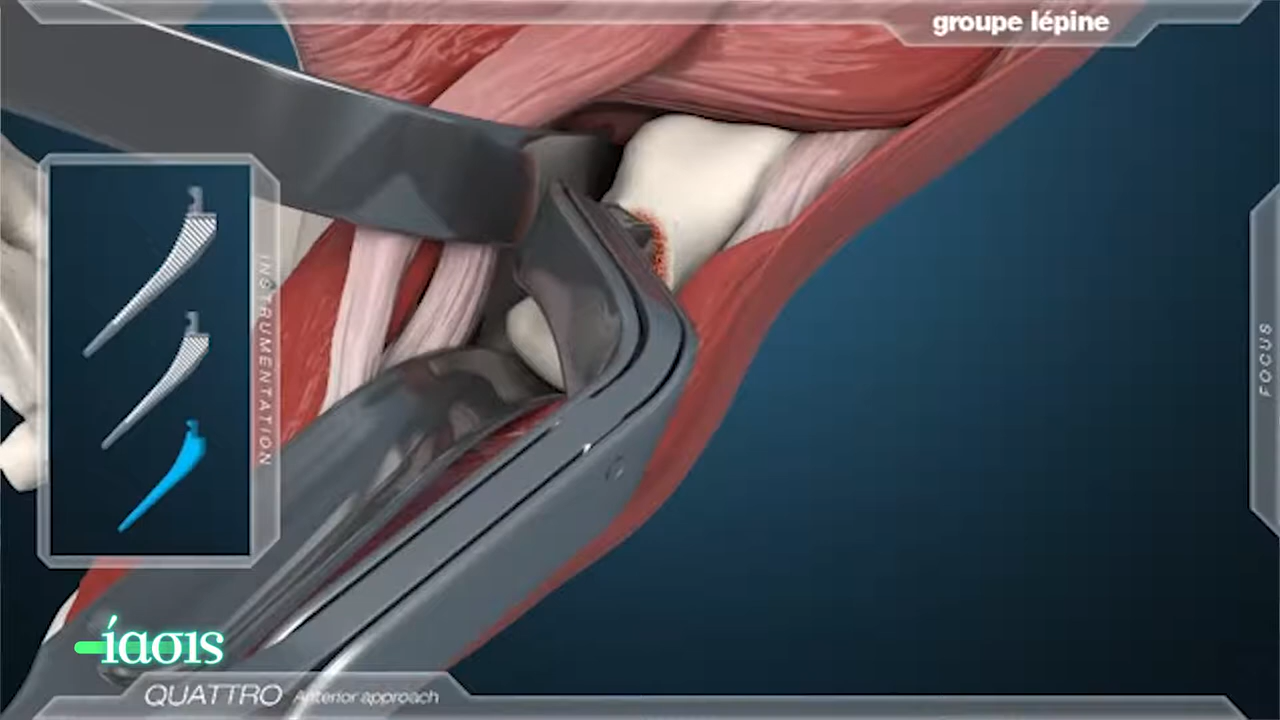 groupe lépine
INSTRUMENTATION
FOCUS
ίασις
QUATTRO Anterior approach